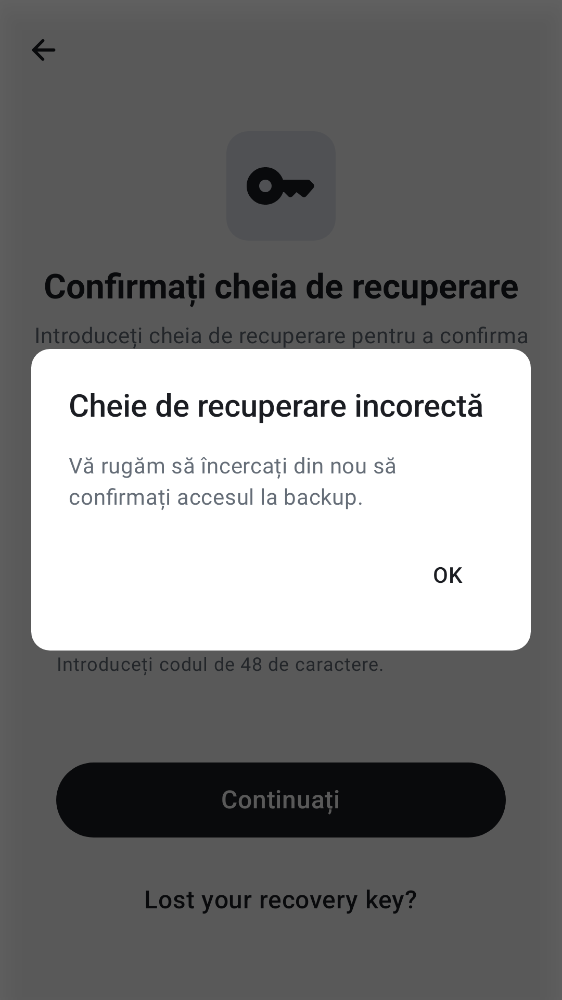 Confirmați cheia de recuperare
Introduceți cheia de recuperare pentru a confirma
Cheie de recuperare incorectă
Vă rugăm să încercați din nou să
confirmați accesul la backup.
OK
Introduceți codul de 48 de caractere.
Continuați
Lost your recovery key?